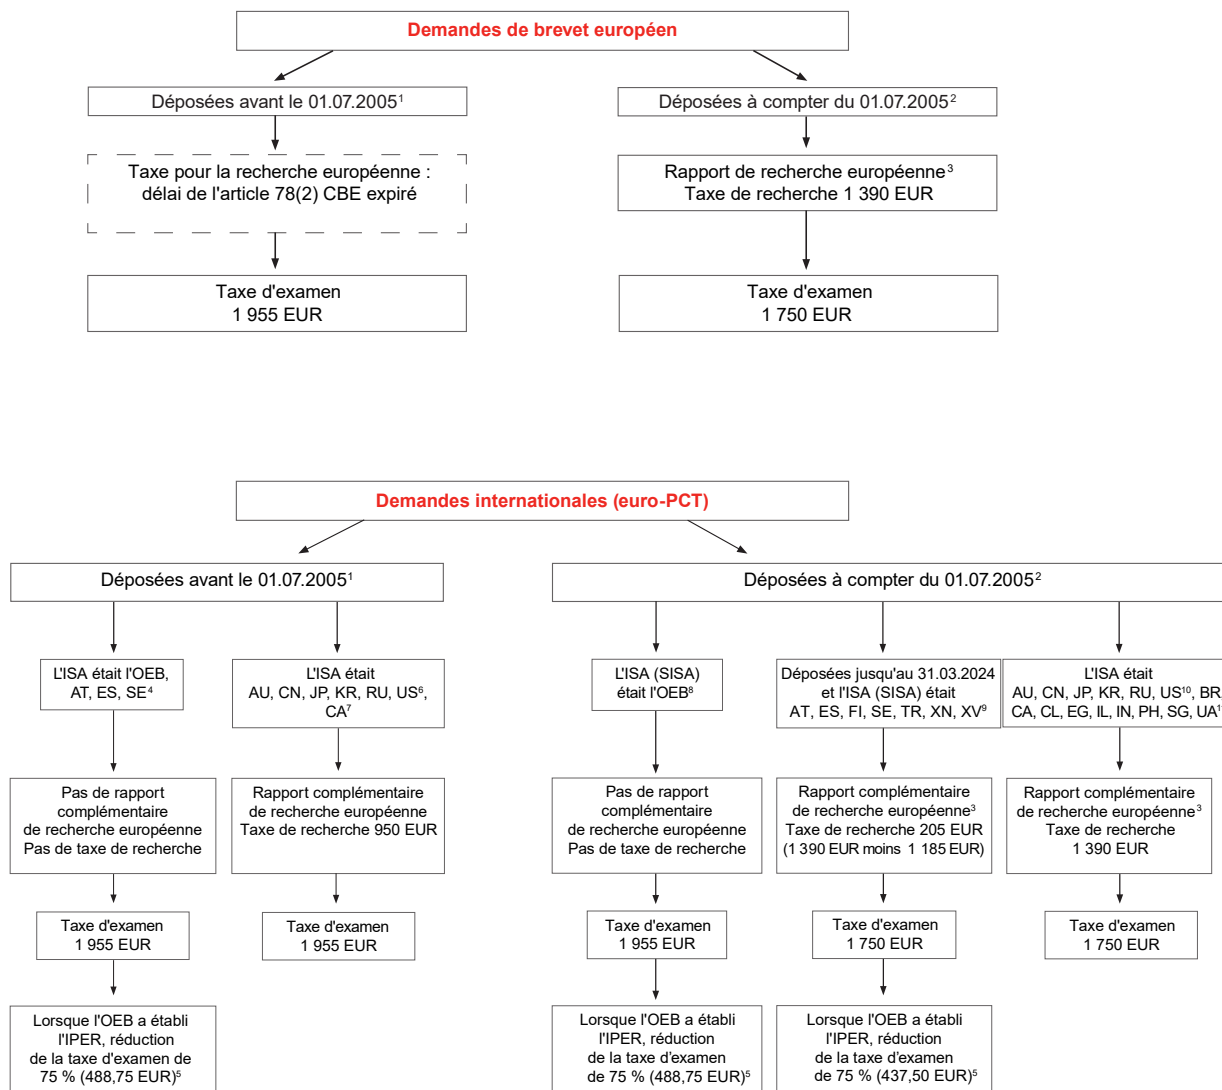 Demandes de brevet européen
Déposées avant le 01.07.2005¹
Déposées à compter du 01.07.2005²
Taxe pour la recherche européenne :
délai de l'article 78(2) CBE expiré
Rapport de recherche européenne³
Taxe de recherche 1 390 EUR
Taxe d'examen
1 955 EUR
Taxe d'examen
1 750 EUR
Demandes internationales (euro-PCT)
Déposées avant le 01.07.2005¹
Déposées à compter du 01.07.2005²
L'ISA était l'OEB,
AT, ES, SE⁴
L'ISA était
AU, CN, JP, KR, RU, US⁶,
CA⁷
L'ISA (SISA)
était l'OEB⁸
Déposées jusqu'au 31.03.2024
et l'ISA (SISA) était
AT, ES, FI, SE, TR, XN, XV⁹
L'ISA était
AU, CN, JP, KR, RU, US¹⁰, BR,
CA, CL, EG, IL, IN, PH, SG, UA¹
Pas de rapport
complémentaire
de recherche européenne
Pas de taxe de recherche
Rapport complémentaire
de recherche européenne
Taxe de recherche 950 EUR
Pas de rapport
complémentaire
de recherche européenne
Pas de taxe de recherche
Rapport complémentaire
de recherche européenne³
Taxe de recherche 205 EUR
(1 390 EUR moins 1 185 EUR)
Rapport complémentaire
de recherche européenne³
Taxe de recherche
1 390 EUR
Taxe d'examen
1 955 EUR
Taxe d'examen
1 955 EUR
Taxe d'examen
1 955 EUR
Taxe d'examen
1 750 EUR
Taxe d'examen
1 750 EUR
Lorsque l'OEB a établi
l'IPER, réduction
de la taxe d'examen de
75 % (488,75 EUR)⁵
Lorsque l'OEB a établi
l'IPER, réduction
de la taxe d'examen
de 75 % (488,75 EUR)⁵
Lorsque l'OEB a établi
l'IPER, réduction
de la taxe d'examen
de 75 % (437,50 EUR)⁵